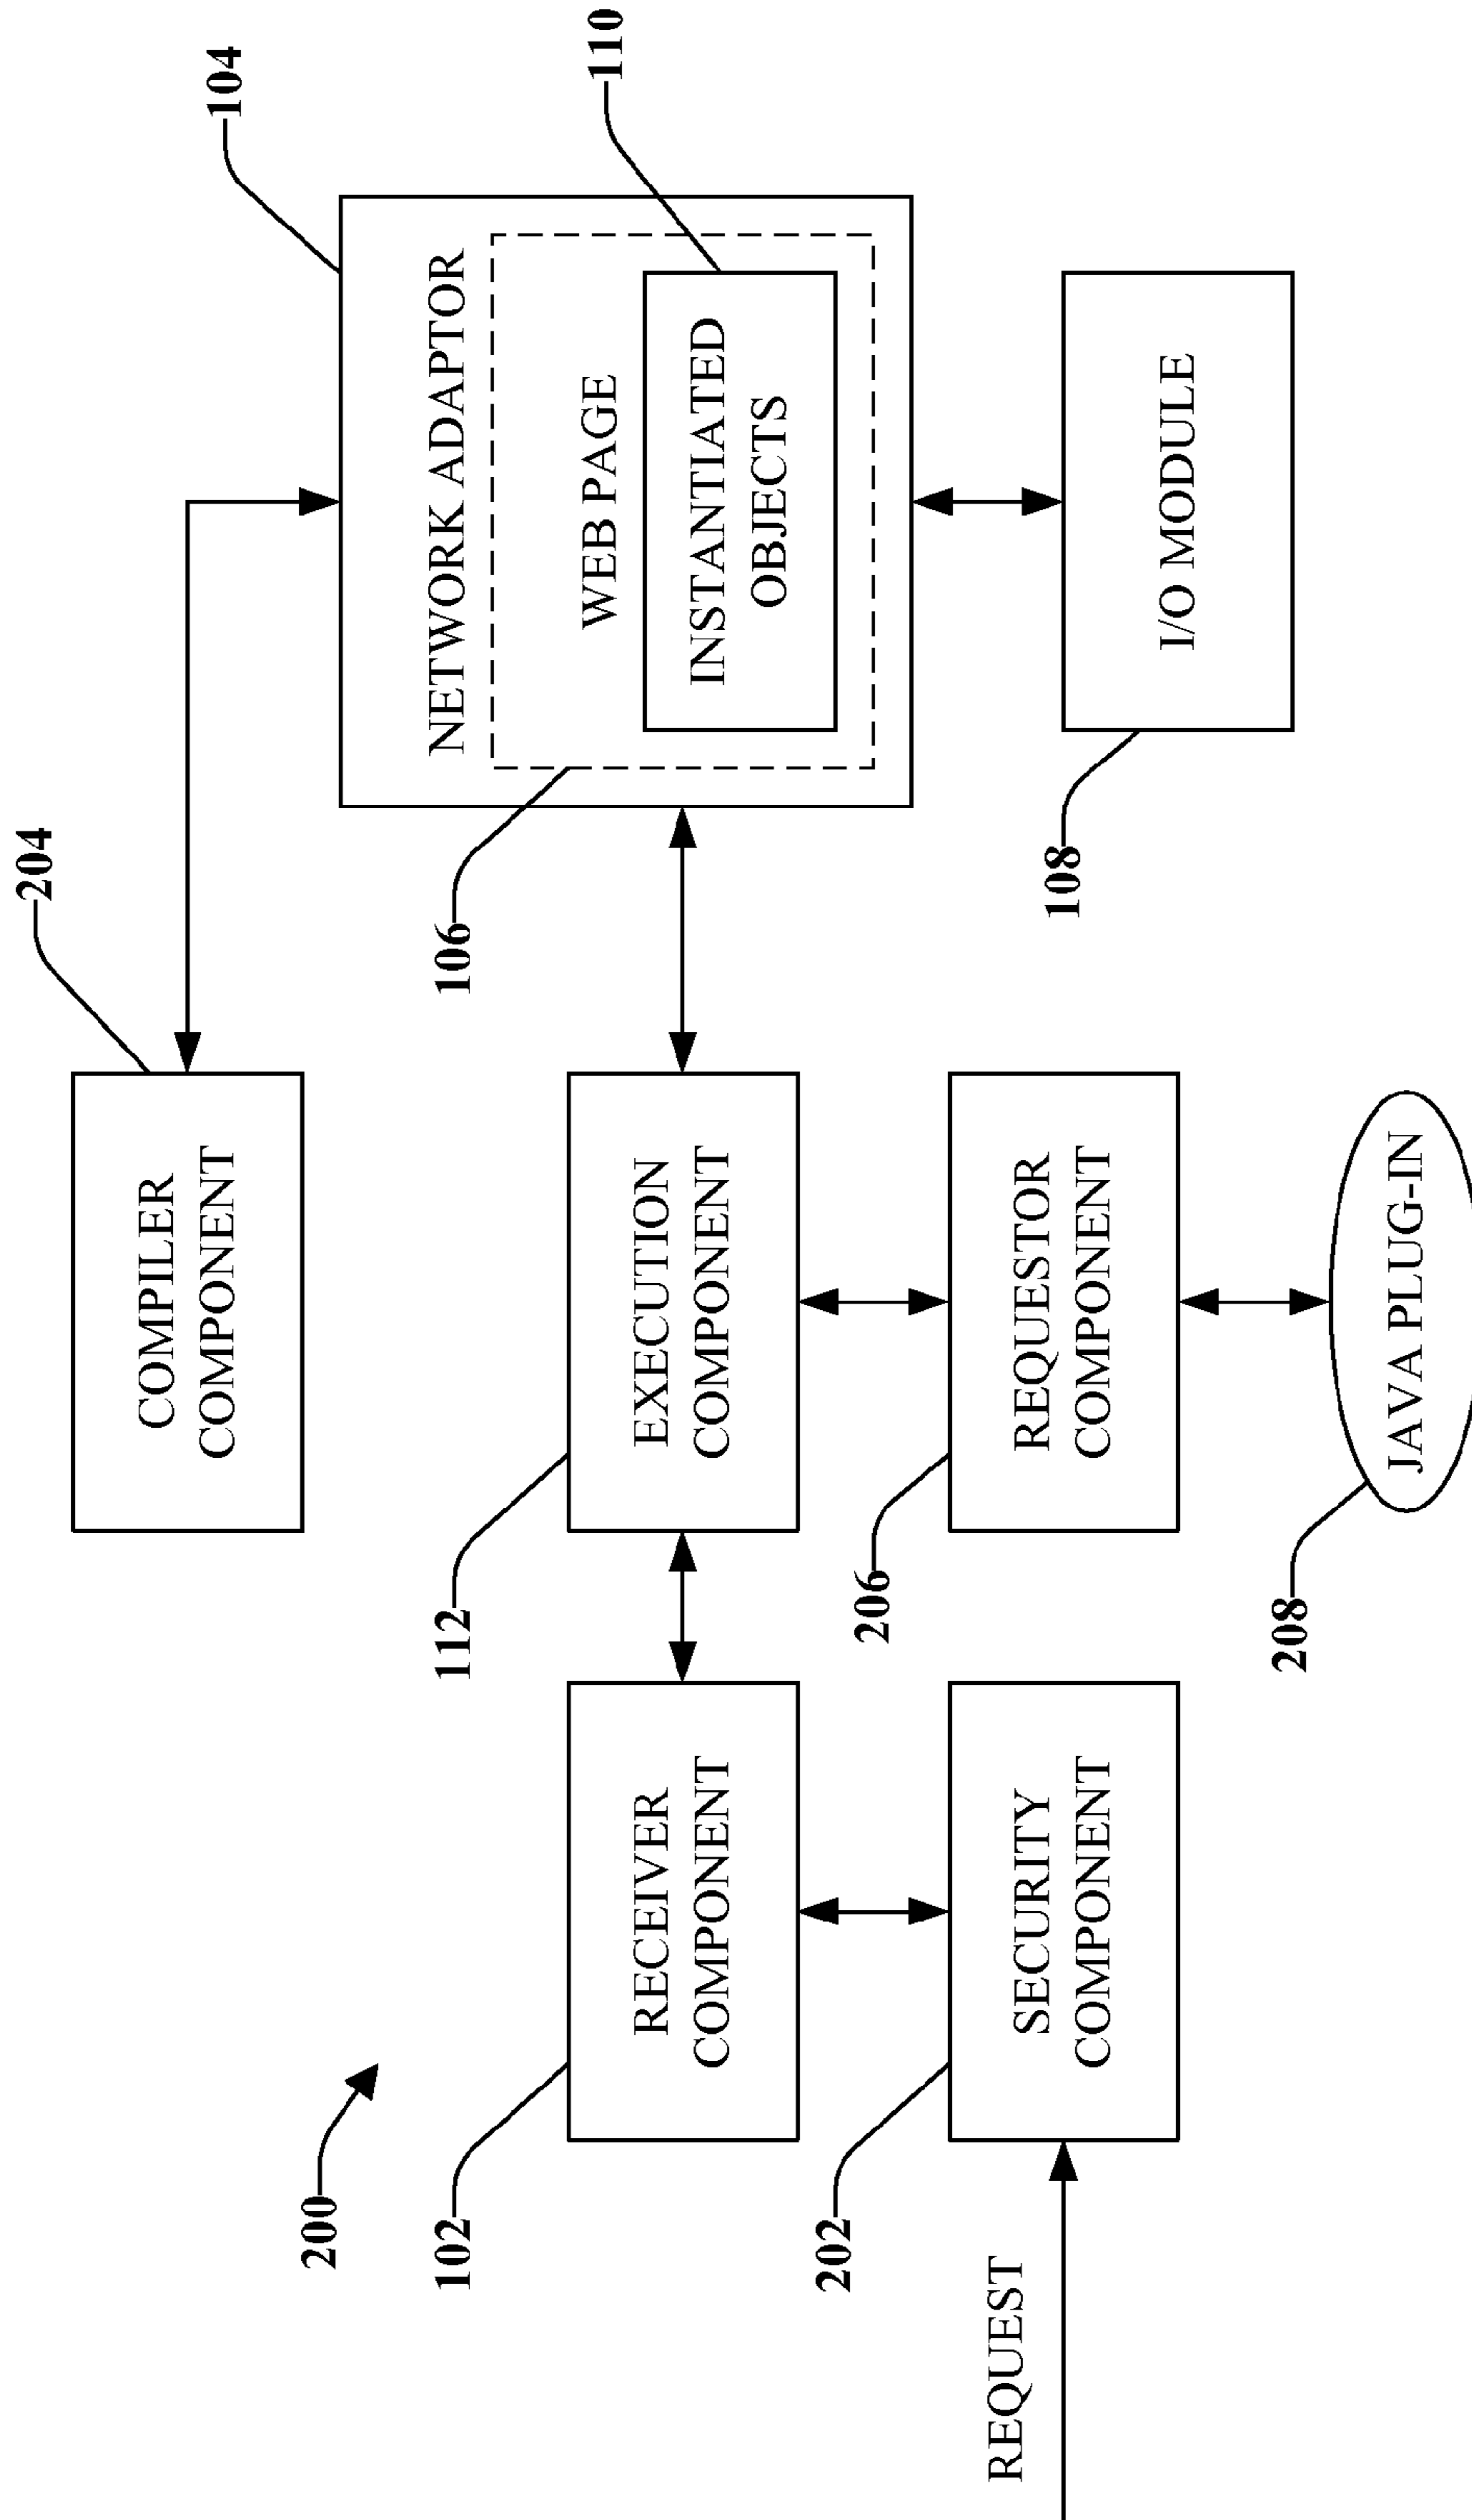 200
204
COMPILER
COMPONENT
104
NETWORK ADAPTOR
106
WEB PAGE
110
INSTANTIATED
OBJECTS
102
RECEIVER
COMPONENT
112
EXECUTION
COMPONENT
REQUEST
202
SECURITY
COMPONENT
206
REQUESTOR
COMPONENT
108
I/O MODULE
208
JAVA PLUG-IN